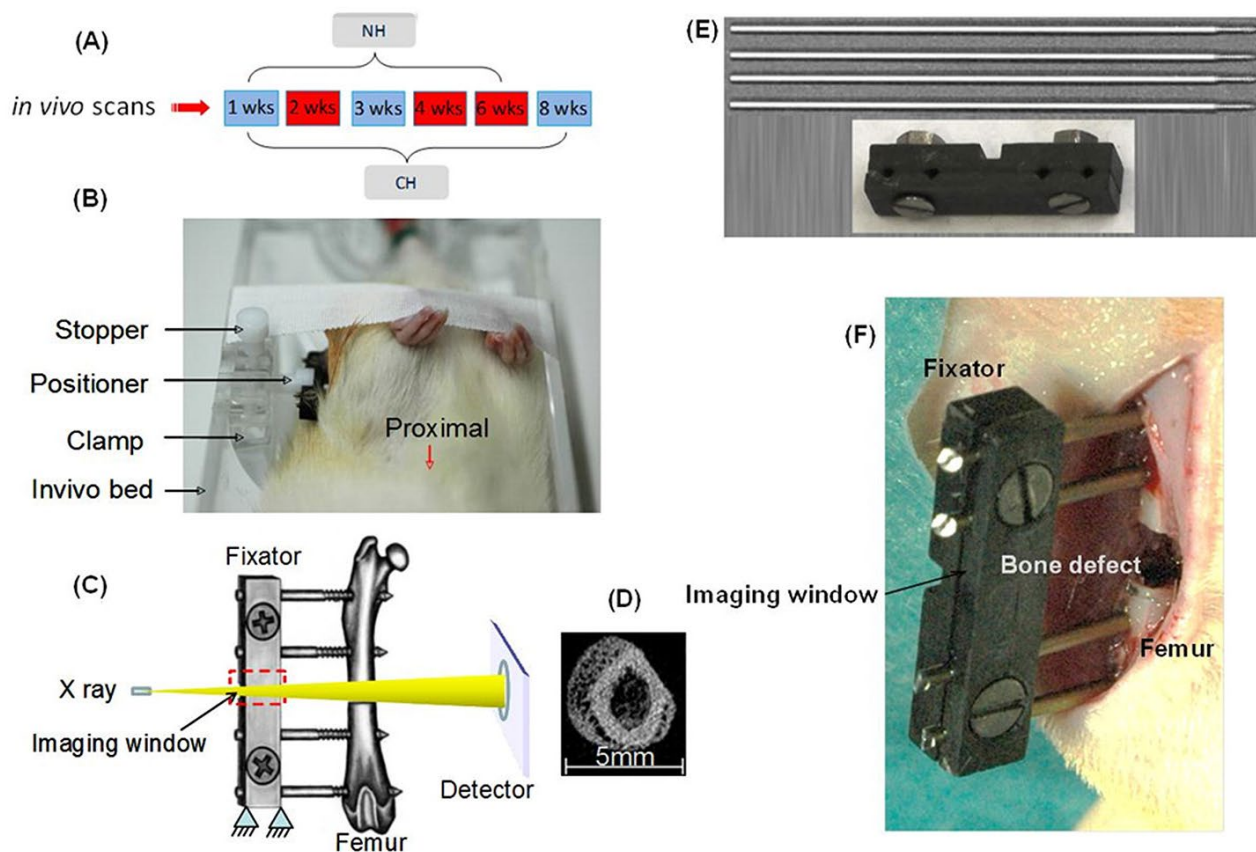 (A)
NH
in vivo scans
1 wks 2 wks 3 wks 4 wks 6 wks 8 wks
CH
(B)
Stopper
Positioner
Clamp
Invivo bed
Proximal
(C)
Fixator
X ray
Imaging window
Femur
Detector
(D)
5mm
(E)
(F)
Fixator
Bone defect
Imaging window
Femur